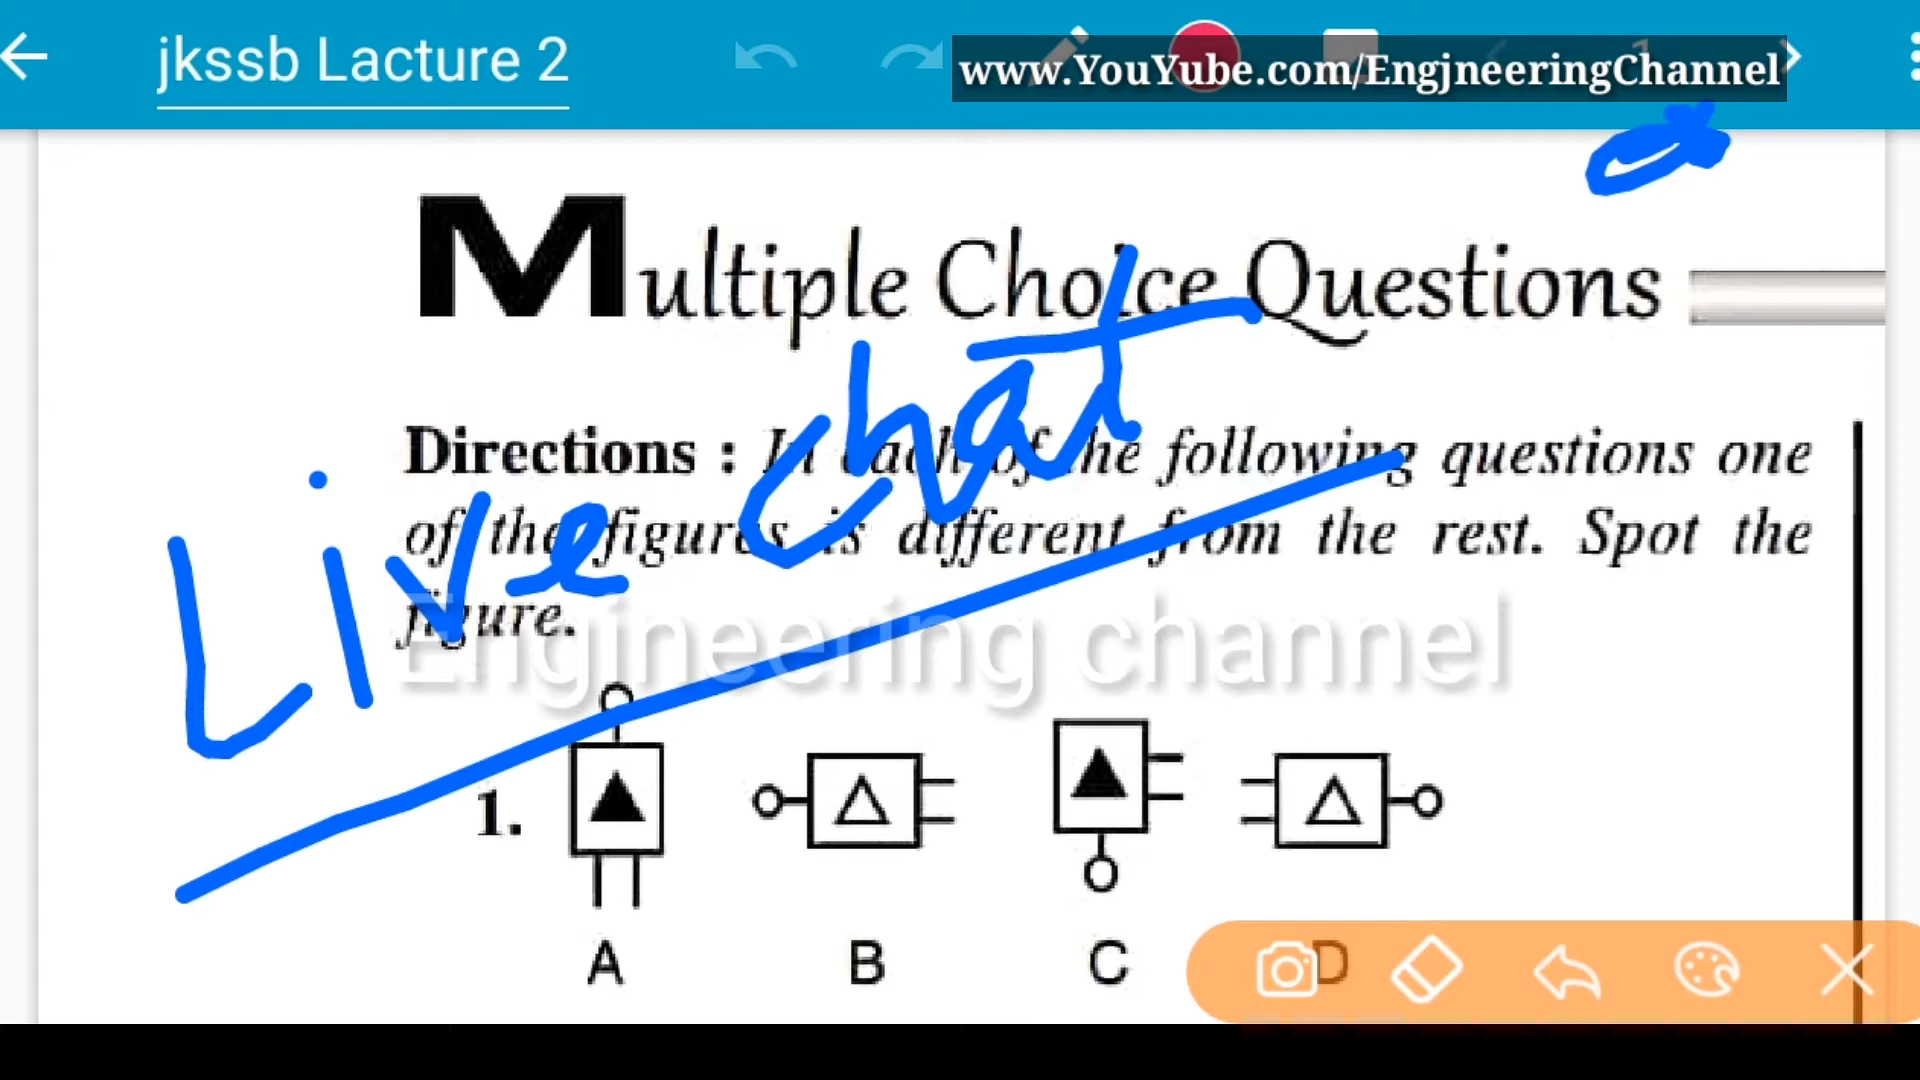 jkssb Lacture 2
www.YouYube.com/EngjneeringChannel
Multiple Choice Questions
Live chat
Directions : In each of the following questions one
of the figures is different from the rest. Spot the
figure.
Engineering channel
1.
A B C D